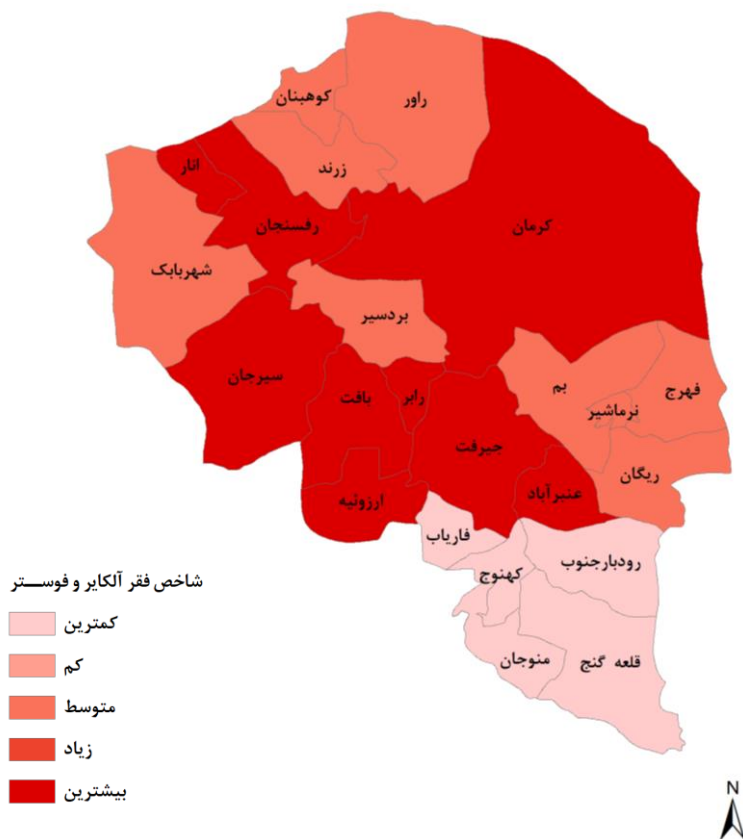 کوهبنان
راور
انار
زرند
رفسنجان
کرمان
شهربابک
بردسیر
سیرجان
بافت
رابر
بم
نرماشیر
فهرج
جیرفت
ریگان
عنبرآباد
ارزوئیه
فاریاب
رودبارجنوب
کهنوج
منوجان
قلعه گنج
شاخص فقر آلکایر و فوستر
کمترین
کم
متوسط
زیاد
بیشترین
N